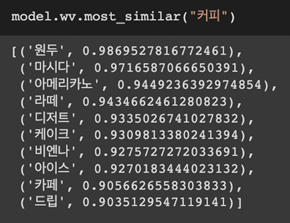 model.wv.most_similar("커피")
[('원두', 0.9869527816772461),
('마시다', 0.9716587066650391),
('아메리카노', 0.9449236392974854),
('라떼', 0.9434662461280823),
('디저트', 0.9335026741027832),
('케이크', 0.9309813380241394),
('비엔나', 0.9275727272033691),
('아이스', 0.9270183444023132),
('카페', 0.9056626558303833),
('드립', 0.9035129547119141)]